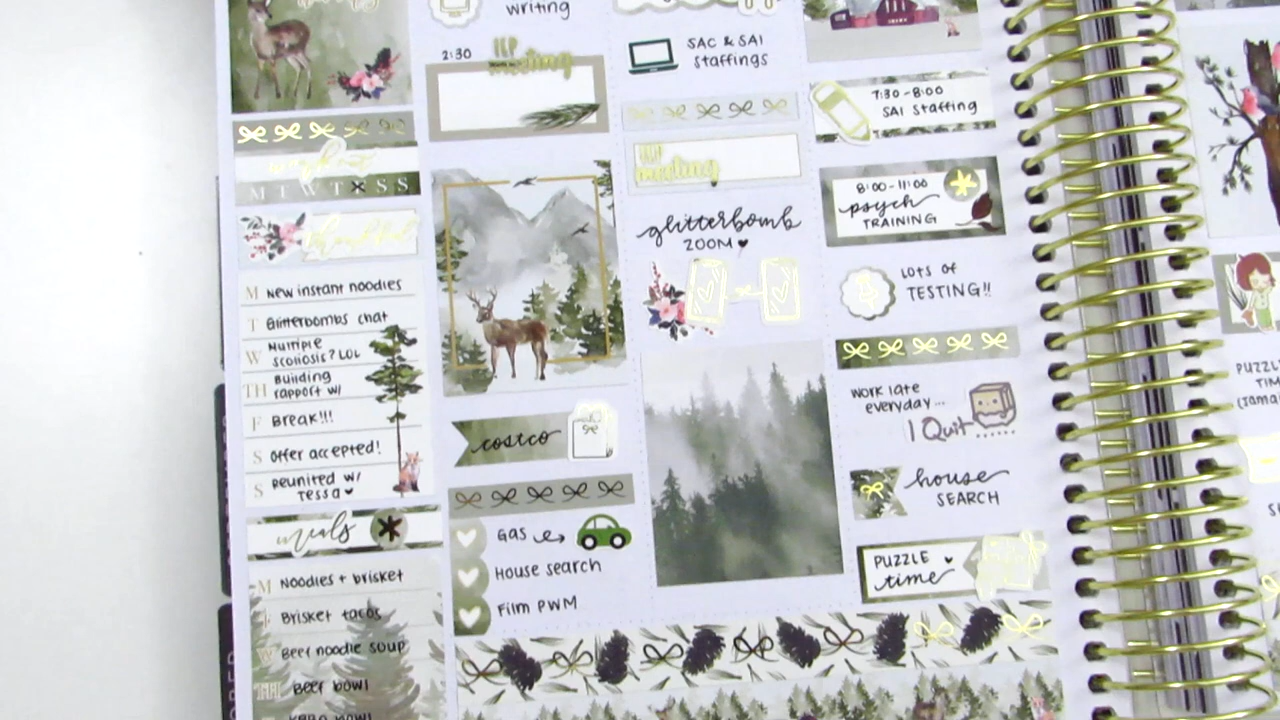 M T W T X S S
thankful
M New instant noodles
T Glitterbombs chat
W Multiple
scoliosis? LOL
TH Building
rapport w/
F Break!!!
S Offer accepted!
S Reunited w/
Tessa
meals
M Noodles + brisket
Brisket tacos
W Beef noodle soup
TH Beef bowl
writing
2:30
meeting
costco
Gas
House search
Film PWM
SAC & SAI
staffings
meeting
glitterbomb
ZOOM
7:30-8:00
SAI staffing
8:00-11:00
psych
TRAINING
LOTS OF
TESTING!!
WORK LATE
everyday...
I Quit
house
SEARCH
PUZZLE
time